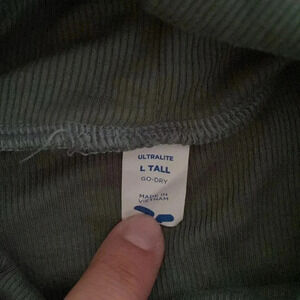 ULTRALITE
L TALL
GO-DRY
MADE IN
VIETNAM